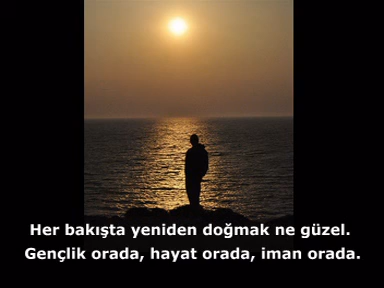 Her bakışta yeniden doğmak ne güzel.
Gençlik orada, hayat orada, iman orada.